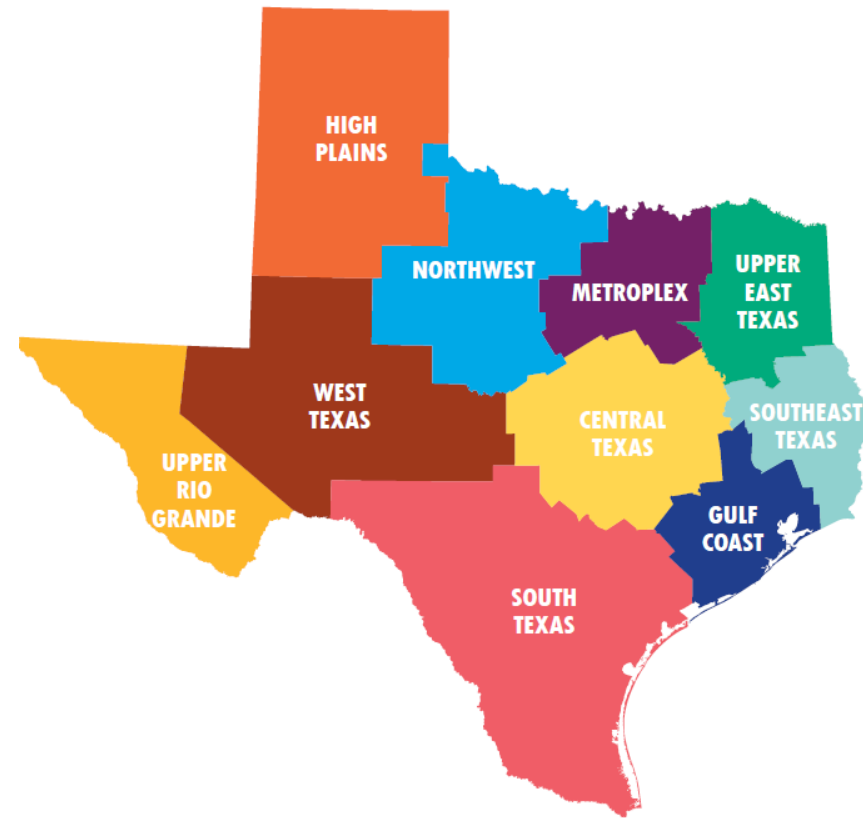 HIGH
PLAINS
NORTHWEST
METROPLEX
UPPER
EAST
TEXAS
WEST
TEXAS
CENTRAL
TEXAS
SOUTHEAST
TEXAS
UPPER
RIO
GRANDE
GULF
COAST
SOUTH
TEXAS